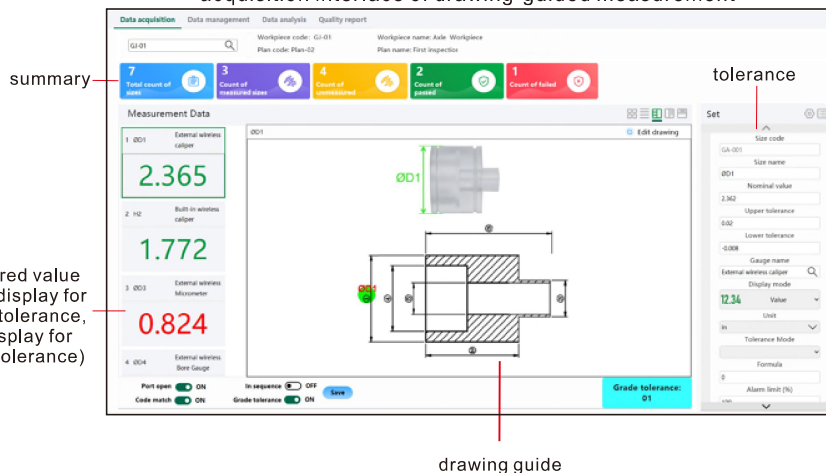 acquisition interface of drawing-guided measurement
Data acquisition Data management Data analysis Quality report
GJ-01
Workpiece code: GJ-01 Workpiece name: Axle Workpiece
Plan code: Plan-02 Plan name: First inspection
summary
7 Total count of sizes
3 Count of measured sizes
4 Count of unmeasured
2 Count of passed
1 Count of failed
tolerance
Measurement Data
Set
1 ØD1 External wireless caliper
2.365
2 H2 Built-in wireless caliper
1.772
3 ØD3 External wireless Micrometer
0.824
4 ØD4 External wireless Bore Gauge
ØD1
Edit drawing
ØD1
ØD1
Size code
GA-001
Size name
ØD1
Nominal value
2.362
Upper tolerance
0.02
Lower tolerance
-0.008
Gauge name
External wireless caliper
Display mode
12.34 Value
Unit
in
Tolerance Mode
Formula
0
Alarm limit (%)
red value
display for
tolerance,
splay for
olerance)
Port open ON In sequence OFF
Code match ON Grade tolerance ON
Save
Grade tolerance:
01
drawing guide